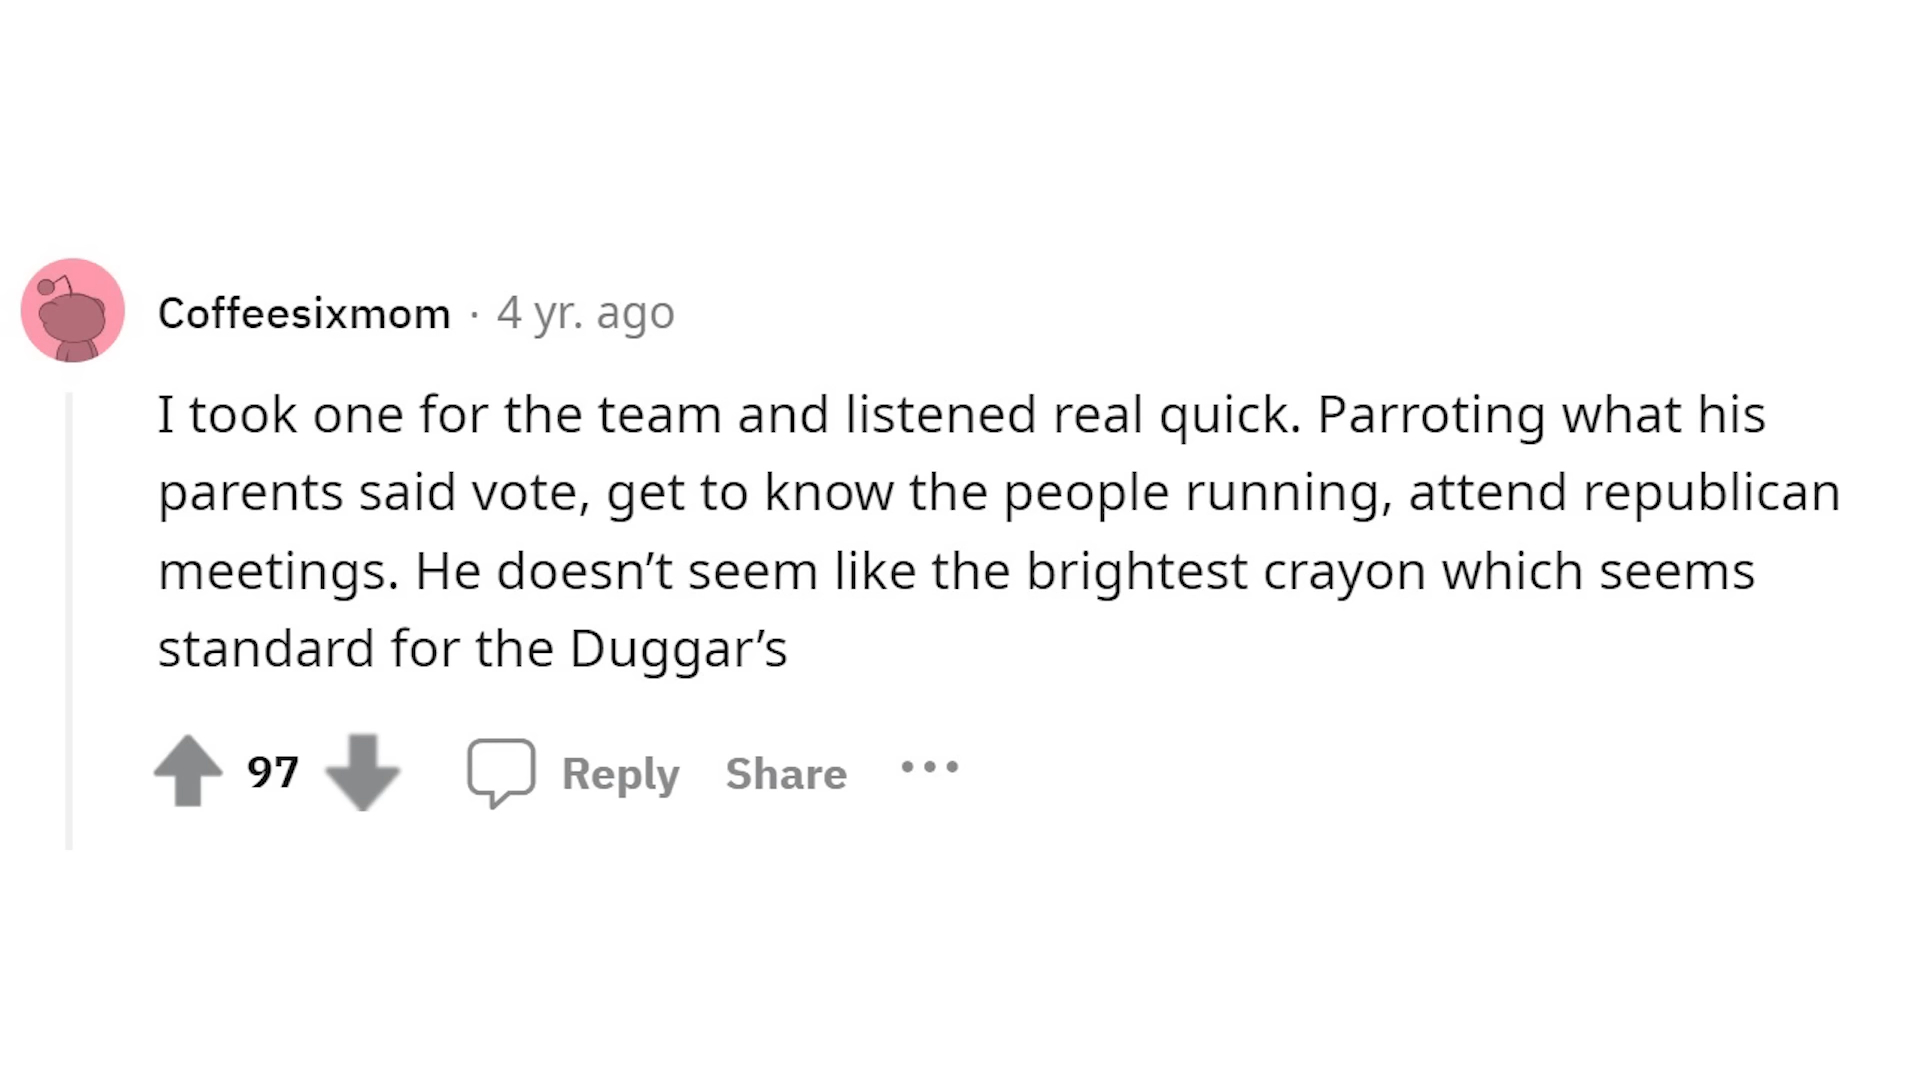 Coffeesixmom · 4 yr. ago
I took one for the team and listened real quick. Parroting what his
parents said vote, get to know the people running, attend republican
meetings. He doesn’t seem like the brightest crayon which seems
standard for the Duggar’s
97 Reply Share